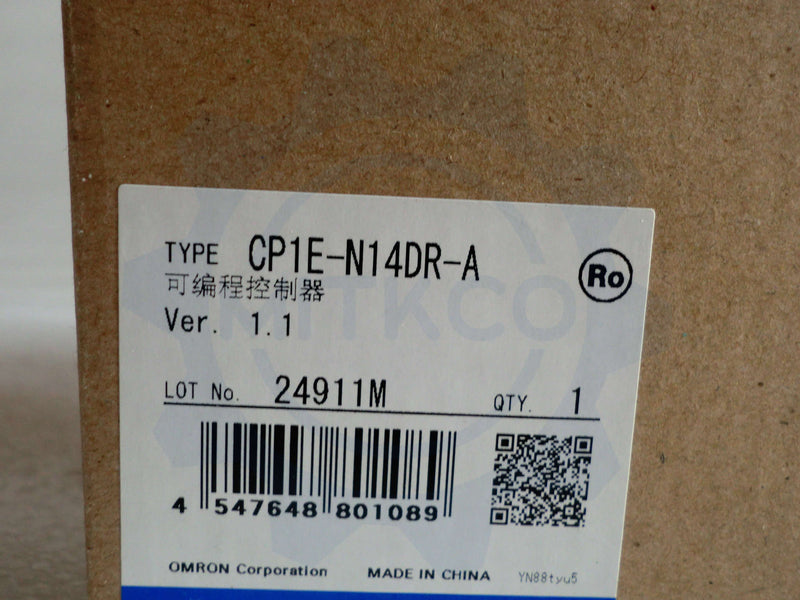 TYPE CP1E-N14DR-A
Ro
可编程控制器
Ver. 1.1
MITKCO
LOT No. 24911M QTY. 1
4 547648 801089
OMRON Corporation MADE IN CHINA YN88tyu5